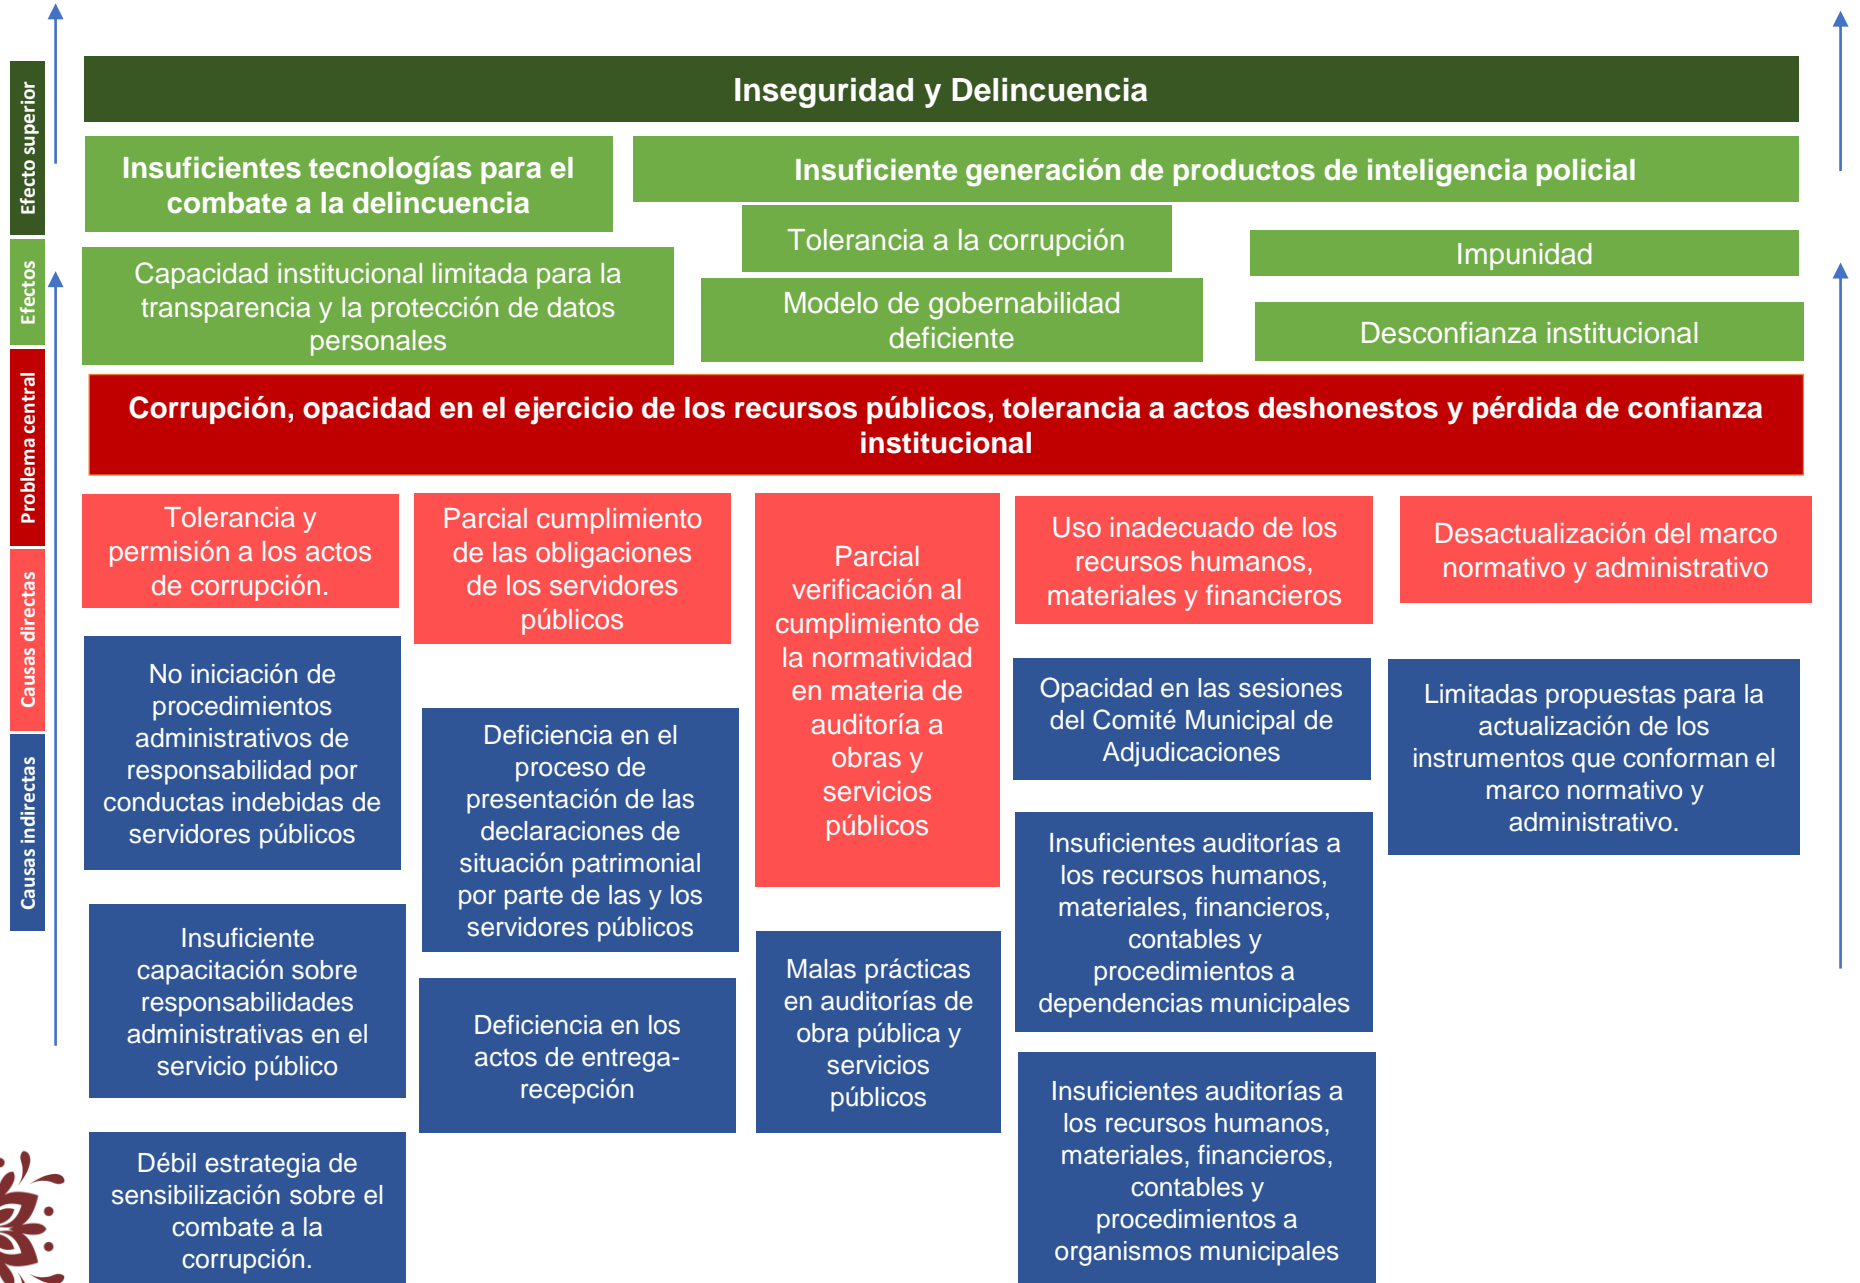 Efecto superior
Efectos
Problema central
Causas directas
Causas indirectas
Inseguridad y Delincuencia
Insuficientes tecnologías para el
combate a la delincuencia
Insuficiente generación de productos de inteligencia policial
Tolerancia a la corrupción
Impunidad
Capacidad institucional limitada para la
transparencia y la protección de datos
personales
Modelo de gobernabilidad
deficiente
Desconfianza institucional
Corrupción, opacidad en el ejercicio de los recursos públicos, tolerancia a actos deshonestos y pérdida de confianza
institucional
Tolerancia y
permisión a los actos
de corrupción.
Parcial cumplimiento
de las obligaciones
de los servidores
públicos
Parcial
verificación al
cumplimiento de
la normatividad
en materia de
auditoría a
obras y
servicios
públicos
Uso inadecuado de los
recursos humanos,
materiales y financieros
Desactualización del marco
normativo y administrativo
No iniciación de
procedimientos
administrativos de
responsabilidad por
conductas indebidas de
servidores públicos
Deficiencia en el
proceso de
presentación de las
declaraciones de
situación patrimonial
por parte de las y los
servidores públicos
Opacidad en las sesiones
del Comité Municipal de
Adjudicaciones
Limitadas propuestas para la
actualización de los
instrumentos que conforman el
marco normativo y
administrativo.
Insuficientes auditorías a
los recursos humanos,
materiales, financieros,
contables y
procedimientos a
dependencias municipales
Insuficiente
capacitación sobre
responsabilidades
administrativas en el
servicio público
Deficiencia en los
actos de entrega-
recepción
Malas prácticas
en auditorías de
obra pública y
servicios
públicos
Insuficientes auditorías a
los recursos humanos,
materiales, financieros,
contables y
procedimientos a
organismos municipales
Débil estrategia de
sensibilización sobre el
combate a la
corrupción.